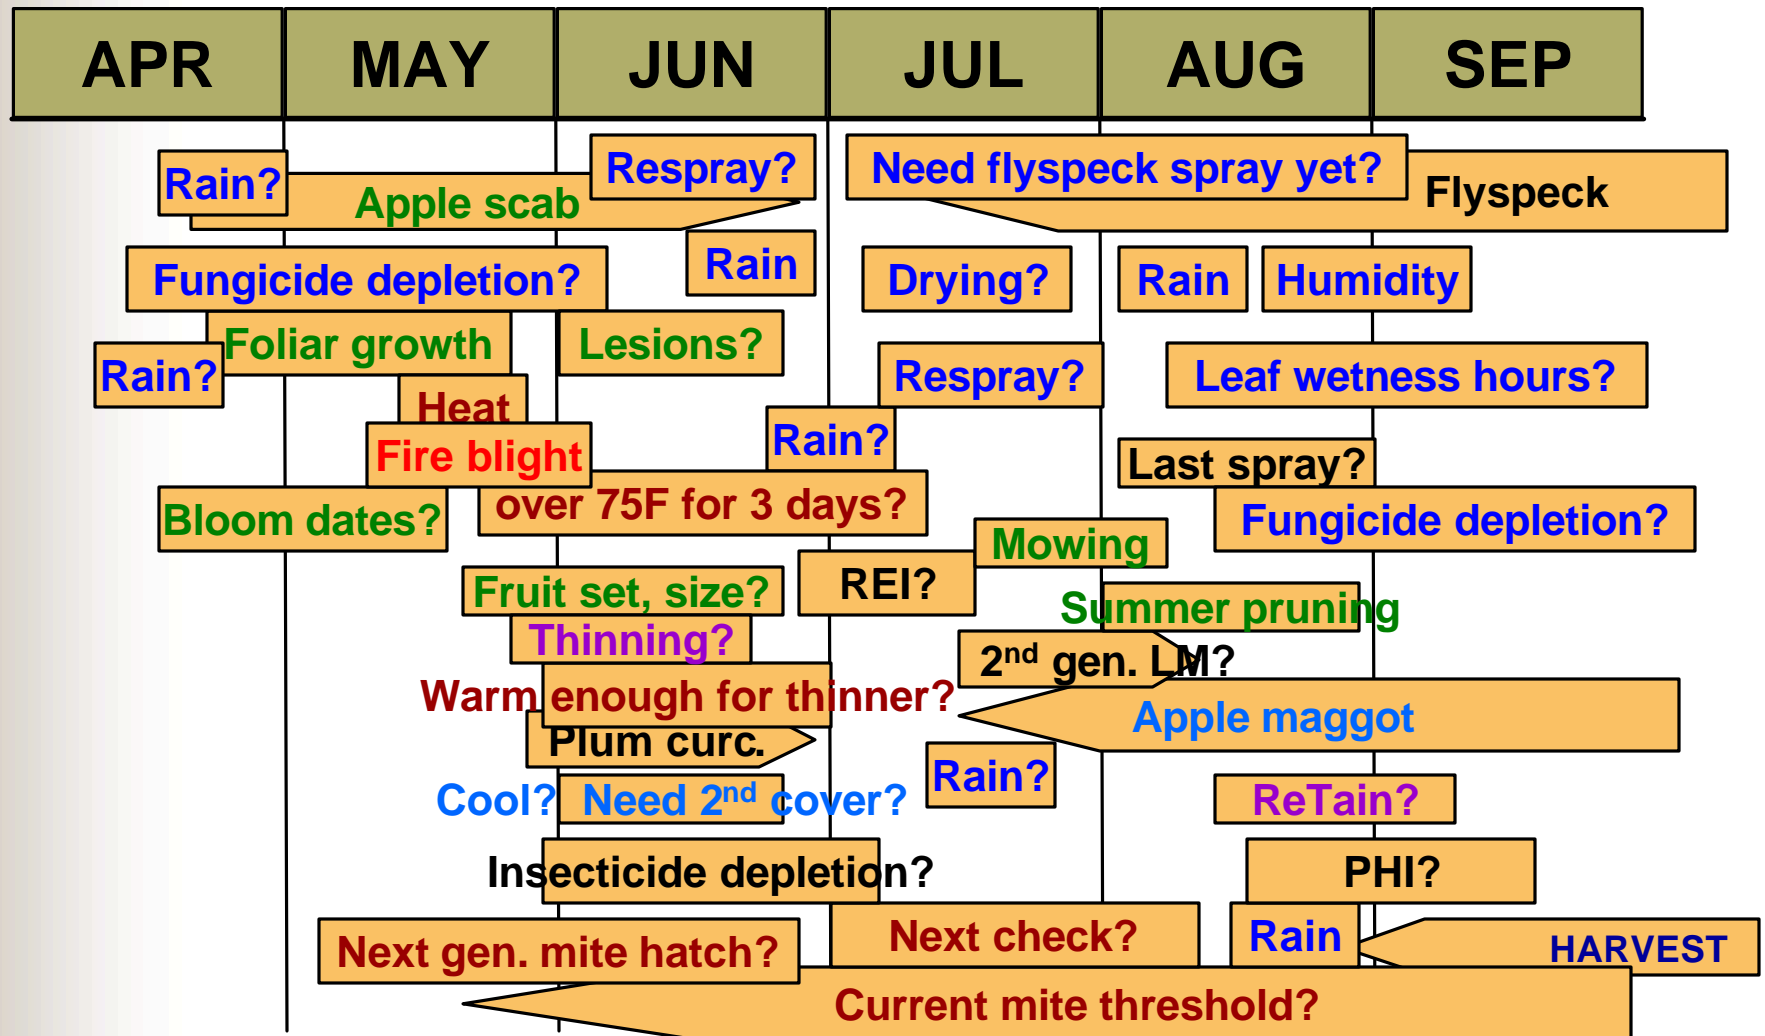 APR MAY JUN JUL AUG SEP
Rain?
Apple scab
Respray?
Need flyspeck spray yet?
Flyspeck
Fungicide depletion?
Rain
Drying?
Rain
Humidity
Foliar growth
Lesions?
Rain?
Respray?
Leaf wetness hours?
Heat
Fire blight
Rain?
Last spray?
Bloom dates?
over 75F for 3 days?
Fungicide depletion?
Mowing
Fruit set, size?
REI?
Summer pruning
Thinning?
2nd gen. LM?
Warm enough for thinner?
Apple maggot
Plum curc.
Rain?
Cool? Need 2nd cover?
ReTain?
Insecticide depletion?
PHI?
Next gen. mite hatch?
Next check?
Rain
HARVEST
Current mite threshold?